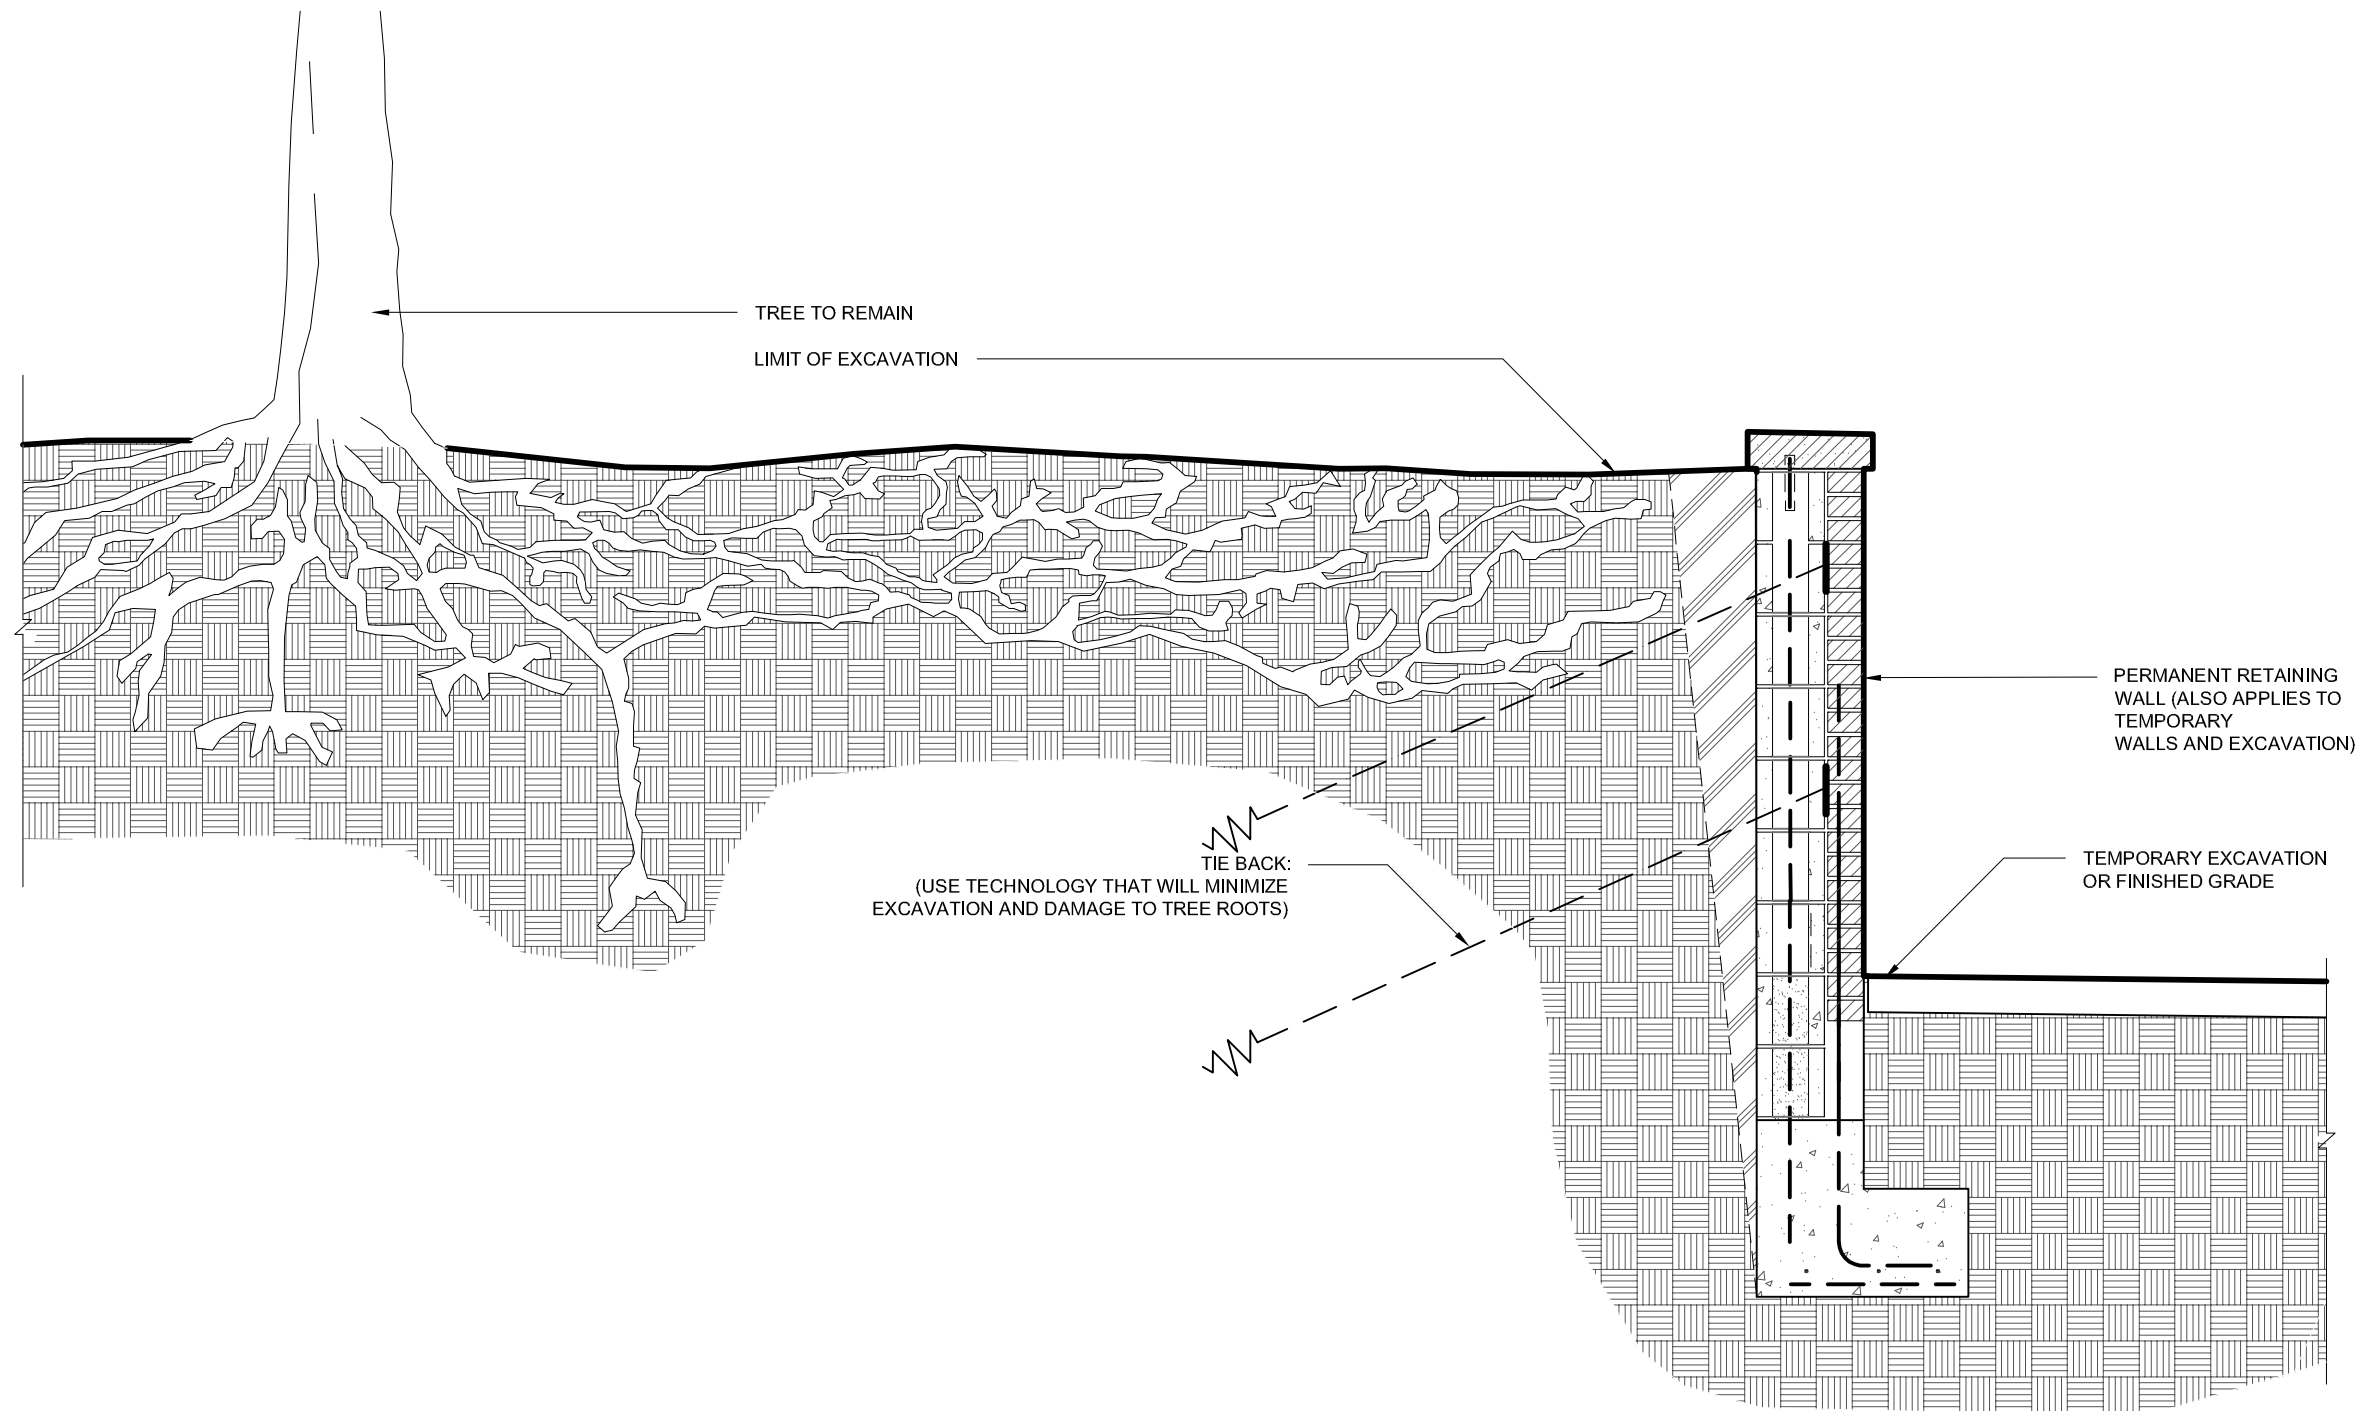 TREE TO REMAIN
LIMIT OF EXCAVATION
PERMANENT RETAINING
WALL (ALSO APPLIES TO
TEMPORARY
WALLS AND EXCAVATION)
TIE BACK:
(USE TECHNOLOGY THAT WILL MINIMIZE
EXCAVATION AND DAMAGE TO TREE ROOTS)
TEMPORARY EXCAVATION
OR FINISHED GRADE